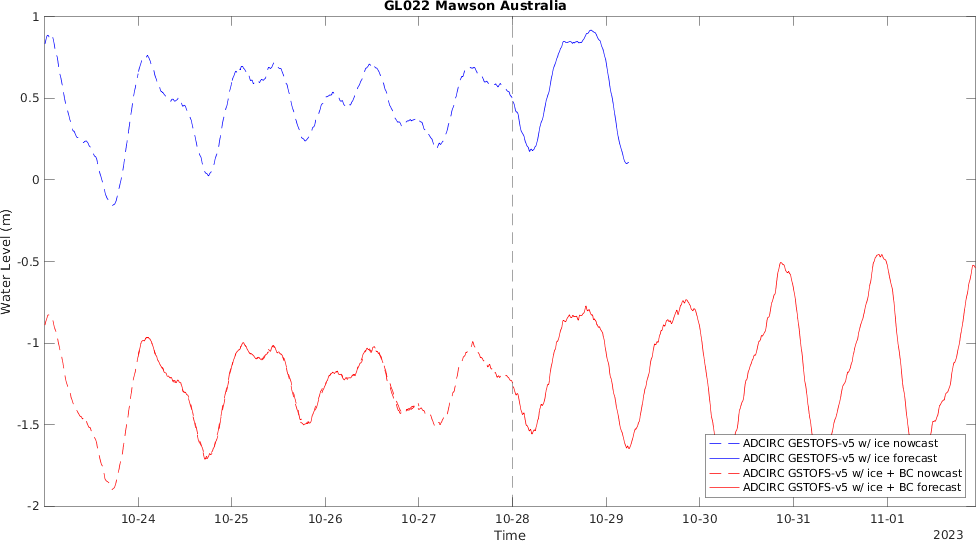 GL022 Mawson Australia
1
0.5
0
-0.5
-1
-1.5
-2
Water Level (m)
10-24 10-25 10-26 10-27 10-28 10-29 10-30 10-31 11-01
Time
2023
ADCIRC GESTOFS-v5 w/ ice nowcast
ADCIRC GESTOFS-v5 w/ ice forecast
ADCIRC GSTOFS-v5 w/ ice + BC nowcast
ADCIRC GSTOFS-v5 w/ ice + BC forecast